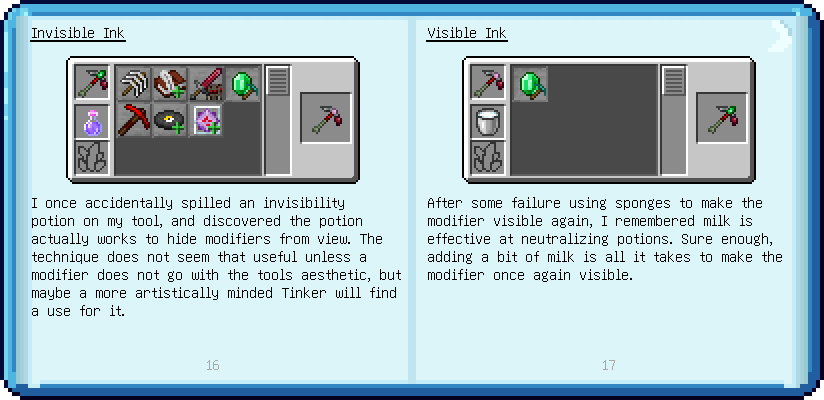 Invisible Ink
I once accidentally spilled an invisibility
potion on my tool, and discovered the potion
actually works to hide modifiers from view. The
technique does not seem that useful unless a
modifier does not go with the tools aesthetic, but
maybe a more artistically minded Tinker will find
a use for it.
16
Visible Ink
After some failure using sponges to make the
modifier visible again, I remembered milk is
effective at neutralizing potions. Sure enough,
adding a bit of milk is all it takes to make the
modifier once again visible.
17